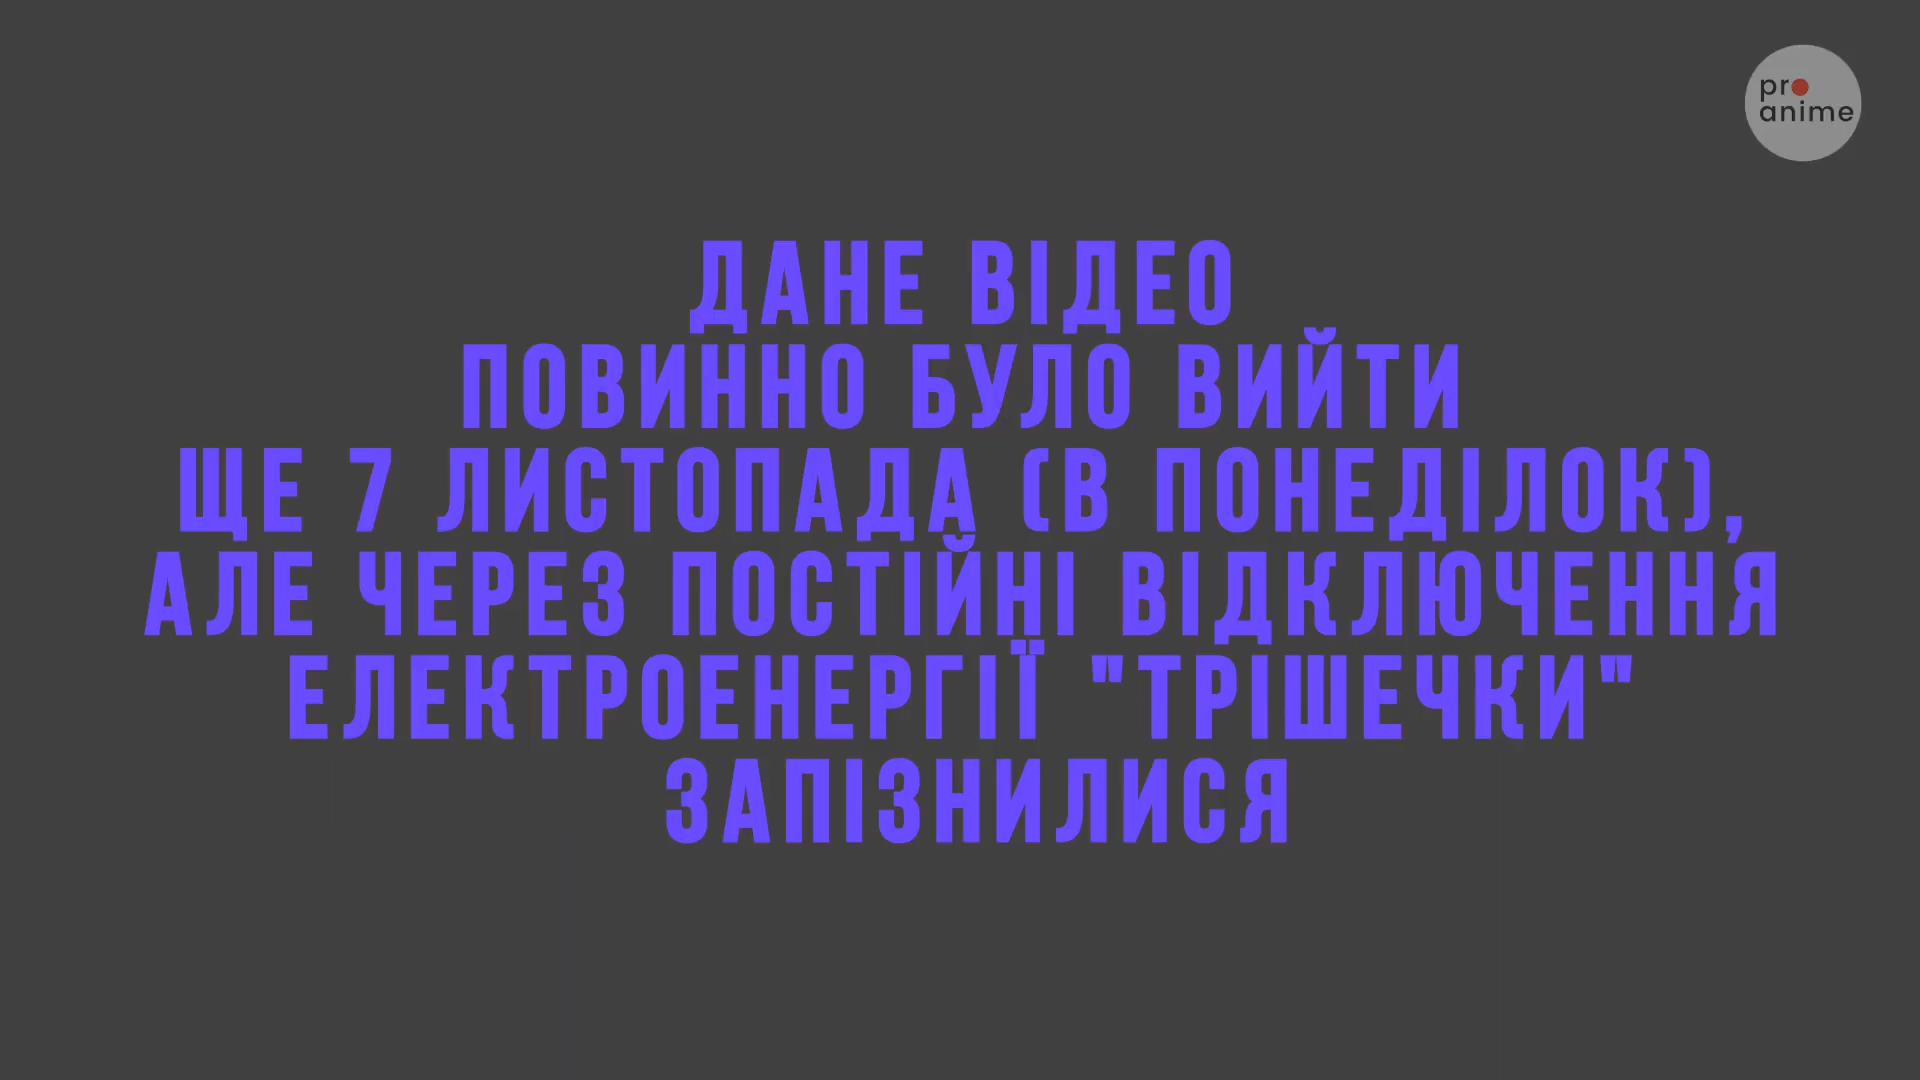 pro
anime
ДАНЕ ВІДЕО
ПОВИННО БУЛО ВИЙТИ
ЩЕ 7 ЛИСТОПАДА (В ПОНЕДІЛОК),
АЛЕ ЧЕРЕЗ ПОСТІЙНІ ВІДКЛЮЧЕННЯ
ЕЛЕКТРОЕНЕРГІЇ "ТРІШЕЧКИ"
ЗАПІЗНИЛИСЯ